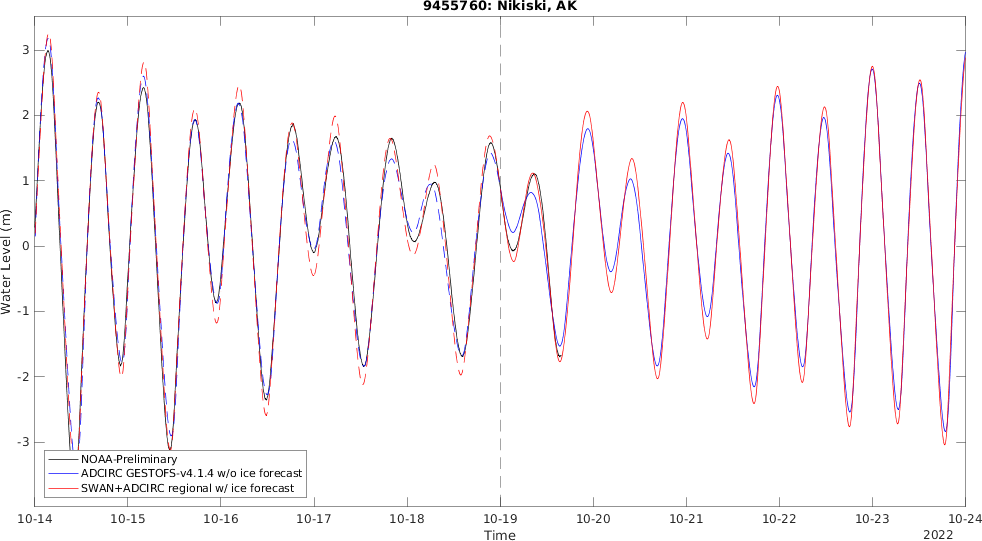 9455760: Nikiski, AK
Water Level (m)
3
2
1
0
-1
-2
-3
NOAA-Preliminary
ADCIRC GESTOFS-v4.1.4 w/o ice forecast
SWAN+ADCIRC regional w/ ice forecast
10-14 10-15 10-16 10-17 10-18 10-19 10-20 10-21 10-22 10-23 10-24
Time
2022